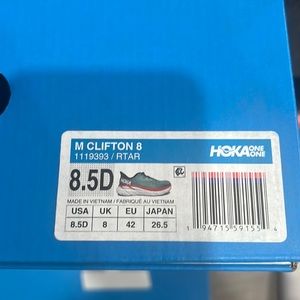 M CLIFTON 8
1119393 / RTAR
HOKA ONE ONE
8.5D
MADE IN VIETNAM / FABRIQUÉ AU VIETNAM
USA UK EU JAPAN
8.5D 8 42 26.5